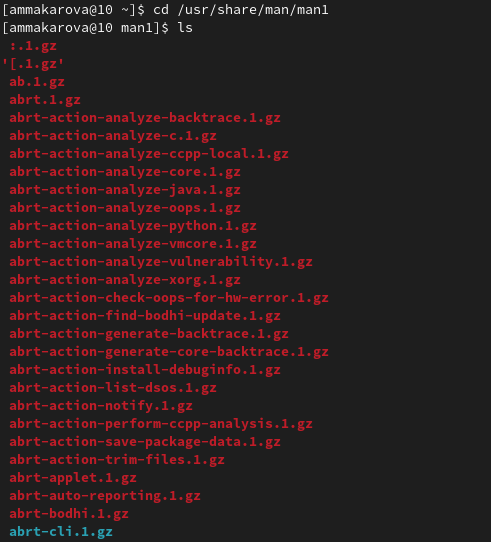 [ammakarova@10 ~]$ cd /usr/share/man/man1
[ammakarova@10 man1]$ ls
:.1.gz
'[.1.gz'
ab.1.gz
abrt.1.gz
abrt-action-analyze-backtrace.1.gz
abrt-action-analyze-c.1.gz
abrt-action-analyze-ccpp-local.1.gz
abrt-action-analyze-core.1.gz
abrt-action-analyze-java.1.gz
abrt-action-analyze-oops.1.gz
abrt-action-analyze-python.1.gz
abrt-action-analyze-vmcore.1.gz
abrt-action-analyze-vulnerability.1.gz
abrt-action-analyze-xorg.1.gz
abrt-action-check-oops-for-hw-error.1.gz
abrt-action-find-bodhi-update.1.gz
abrt-action-generate-backtrace.1.gz
abrt-action-generate-core-backtrace.1.gz
abrt-action-install-debuginfo.1.gz
abrt-action-list-dsos.1.gz
abrt-action-notify.1.gz
abrt-action-perform-ccpp-analysis.1.gz
abrt-action-save-package-data.1.gz
abrt-action-trim-files.1.gz
abrt-applet.1.gz
abrt-auto-reporting.1.gz
abrt-bodhi.1.gz
abrt-cli.1.gz